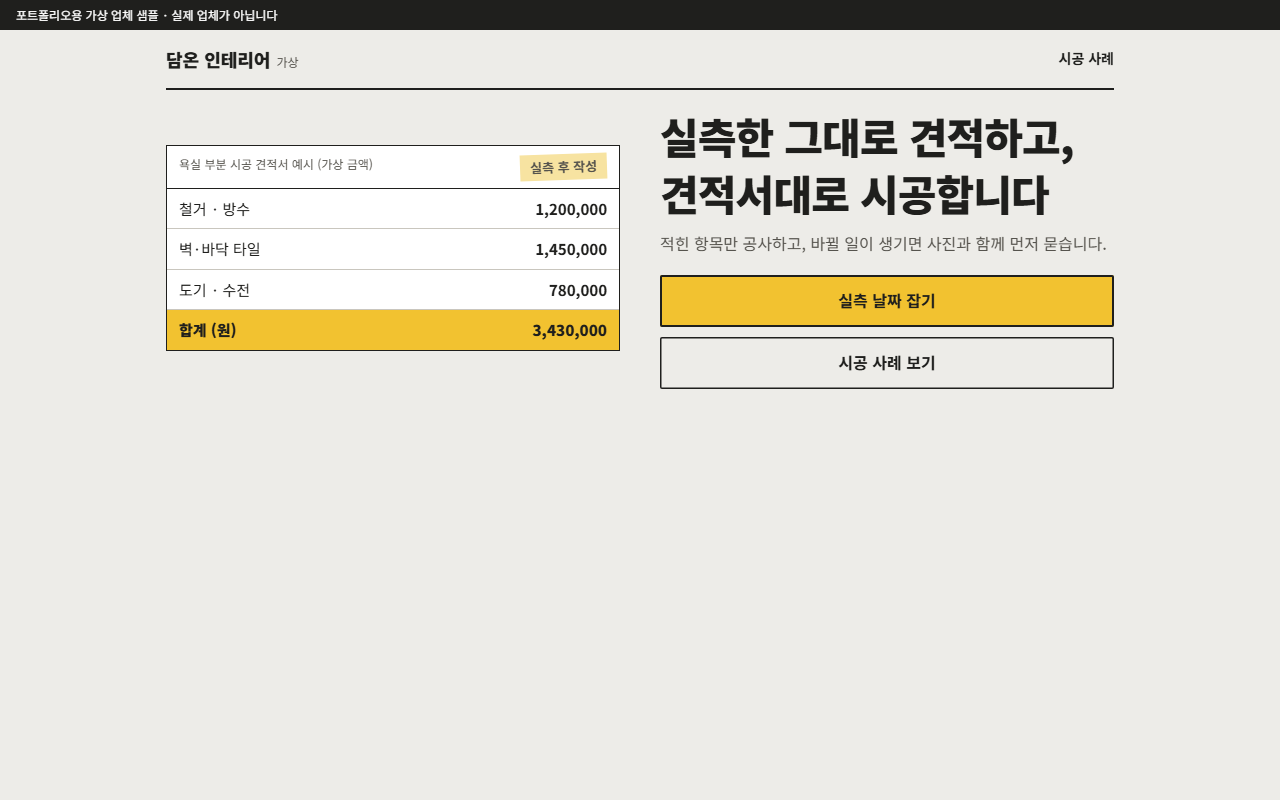 포트폴리오용 가상 업체 샘플 · 실제 업체가 아닙니다
담온 인테리어 가상
시공 사례
욕실 부분 시공 견적서 예시 (가상 금액)
실측 후 작성
철거 · 방수 1,200,000
벽·바닥 타일 1,450,000
도기 · 수전 780,000
합계 (원) 3,430,000
실측한 그대로 견적하고,
견적서대로 시공합니다
적힌 항목만 공사하고, 바뀔 일이 생기면 사진과 함께 먼저 묻습니다.
실측 날짜 잡기
시공 사례 보기